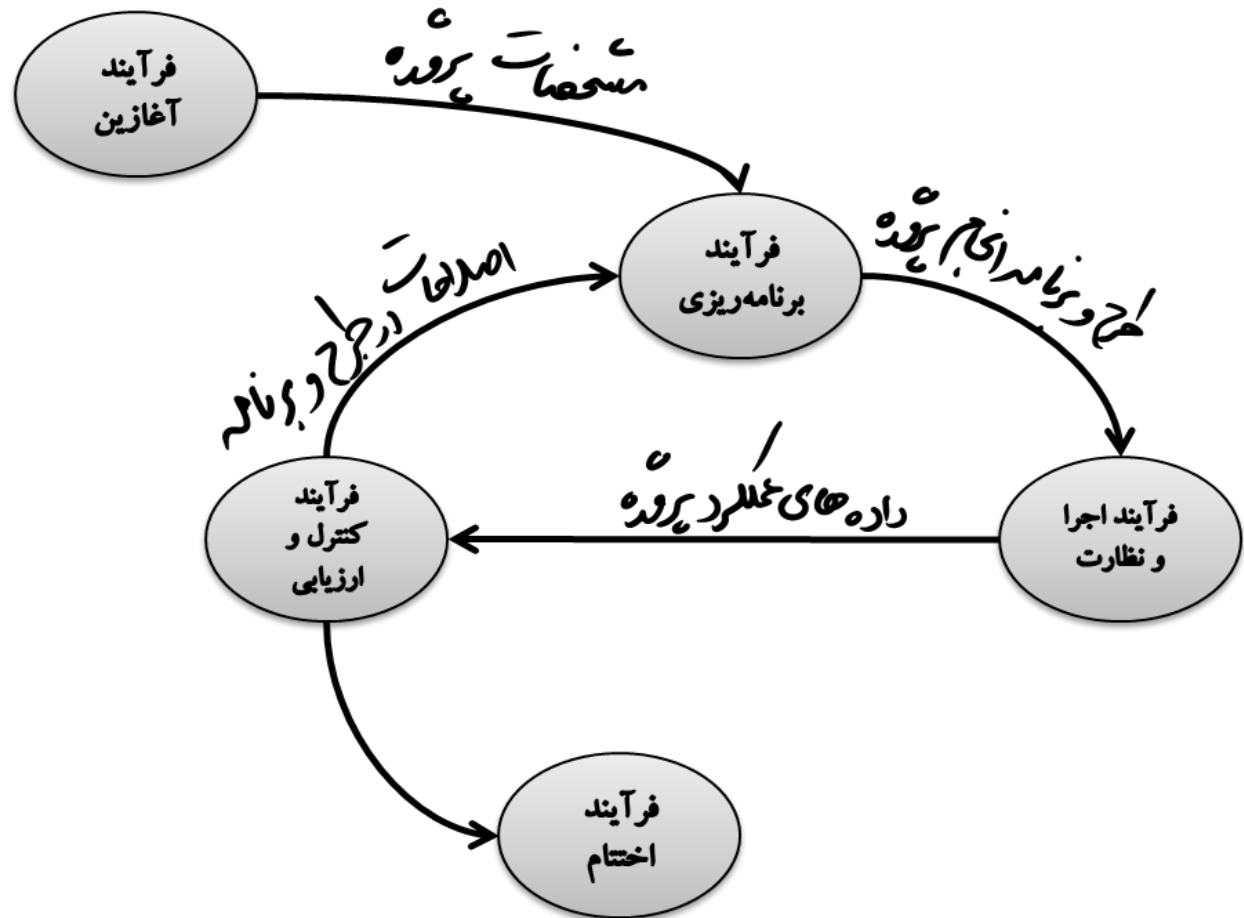 فرآیند
آغازین
مشخصات پروژه
فرآیند
برنامه‌ریزی
طرح و برنامه انجام پروژه
اصلاحات
در طرح و برنامه
داده های عملکرد پروژه
فرآیند اجرا
و نظارت
فرآیند
کنترل و
ارزیابی
فرآیند
اختتام